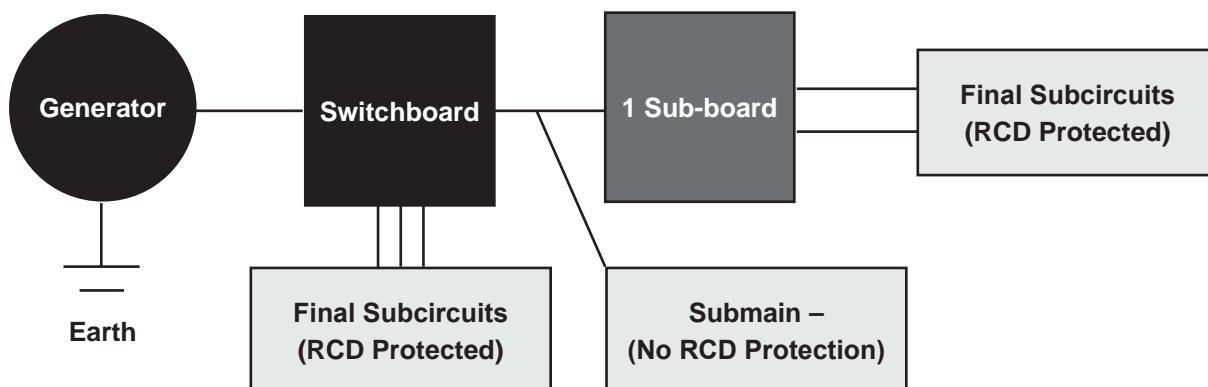 Generator
Switchboard
1 Sub-board
Final Subcircuits
(RCD Protected)
Earth
Final Subcircuits
(RCD Protected)
Submain –
(No RCD Protection)